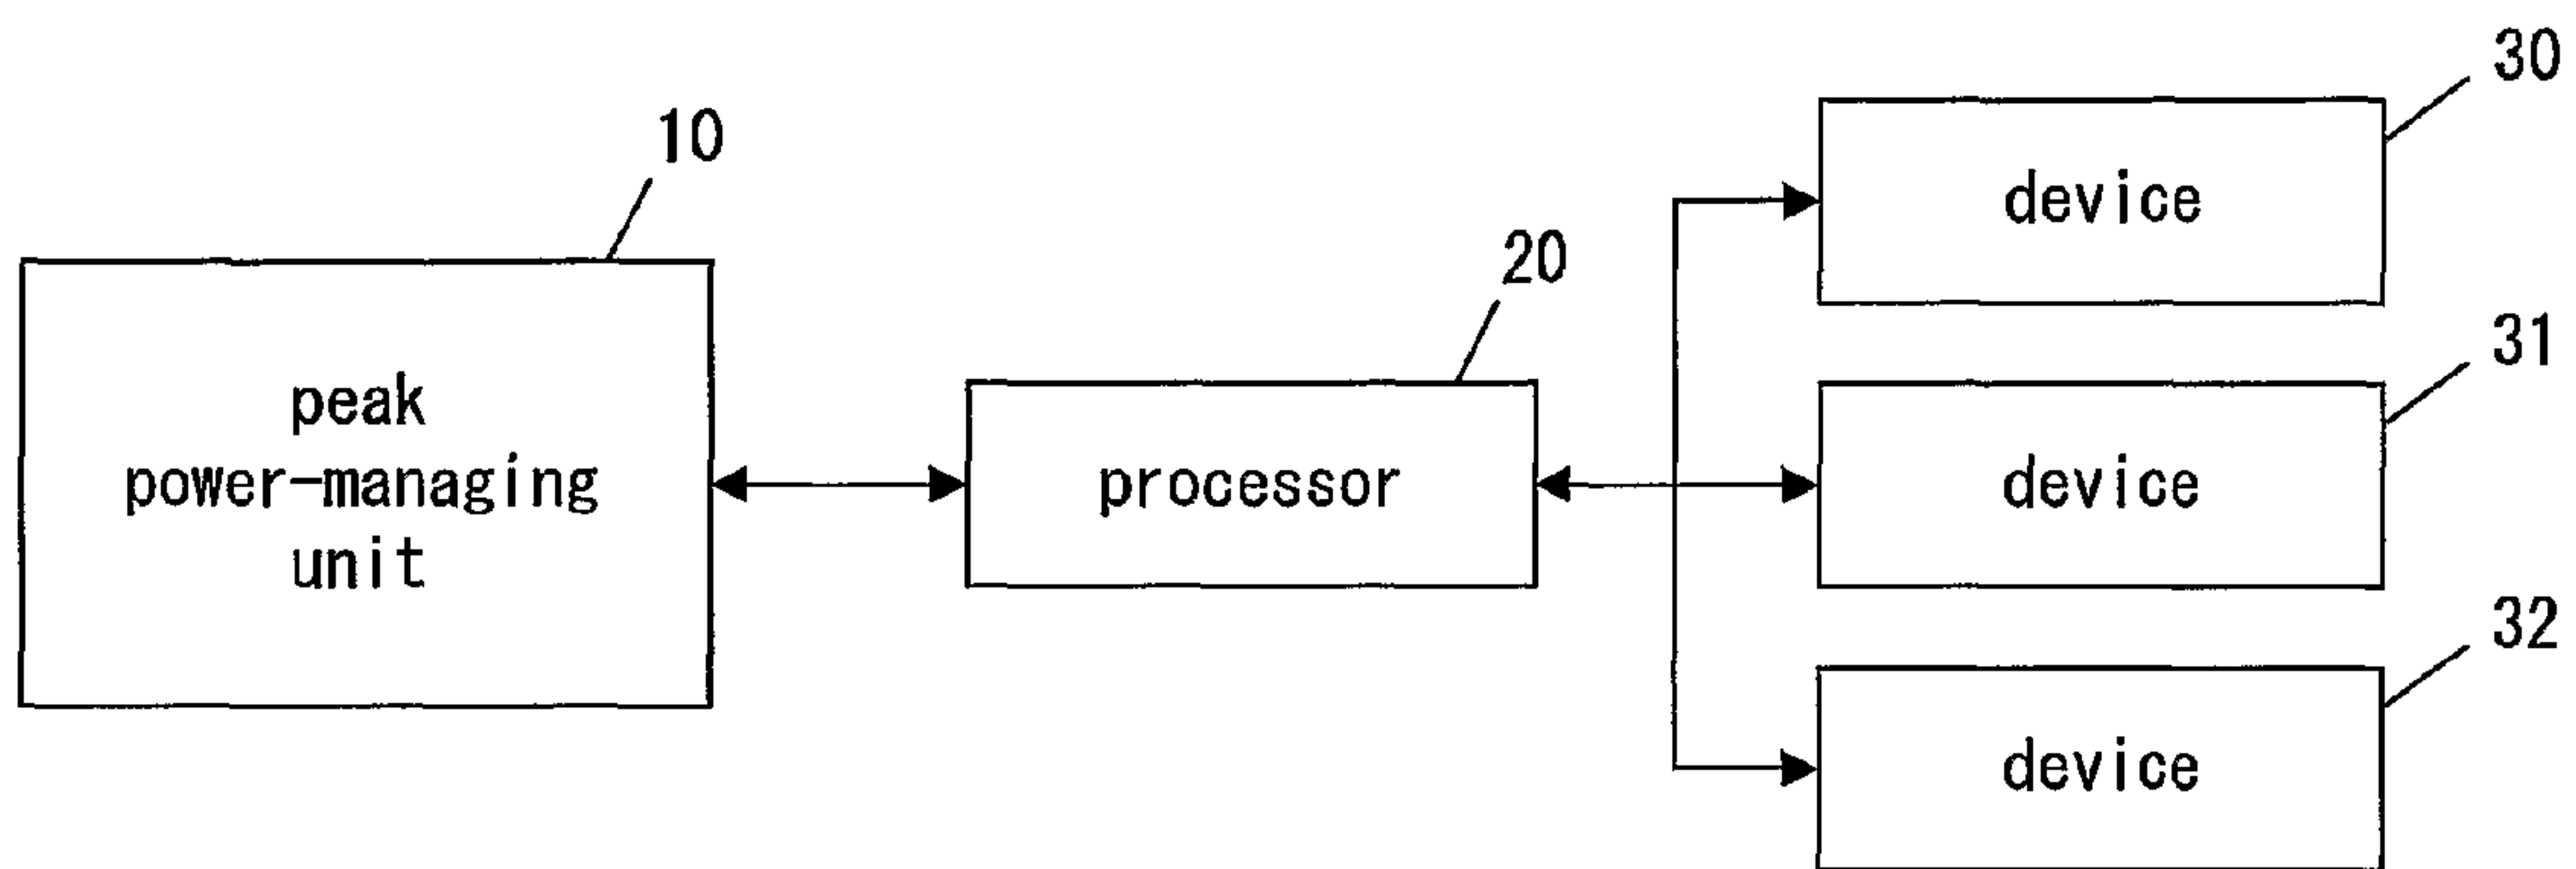 10
peak
power-managing
unit
20
processor
30
device
31
device
32
device